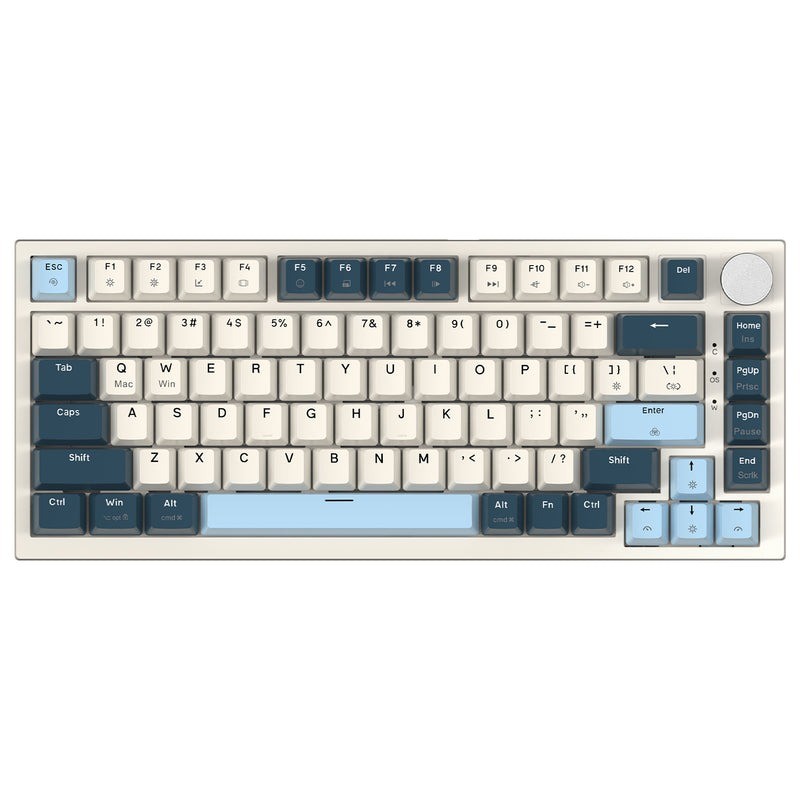 ESC F1 F2 F3 F4 F5 F6 F7 F8 F9 F10 F11 F12 Del
` ~ 1! 2@ 3# 4$ 5% 6^ 7& 8* 9( 0) - _ = + ← Home
Ins
C
Tab Q W E R T Y U I O P [ { ] } \ ¦ PgUp
Mac Win Prtsc
OS
Caps A S D F G H J K L ; : ' " Enter PgDn
Pause
W
Shift Z X C V B N M , < . > / ? Shift ↑ End
Scrlk
Ctrl Win Alt Alt Fn Ctrl ← ↓ →
⌥ opt cmd ⌘ cmd ⌘